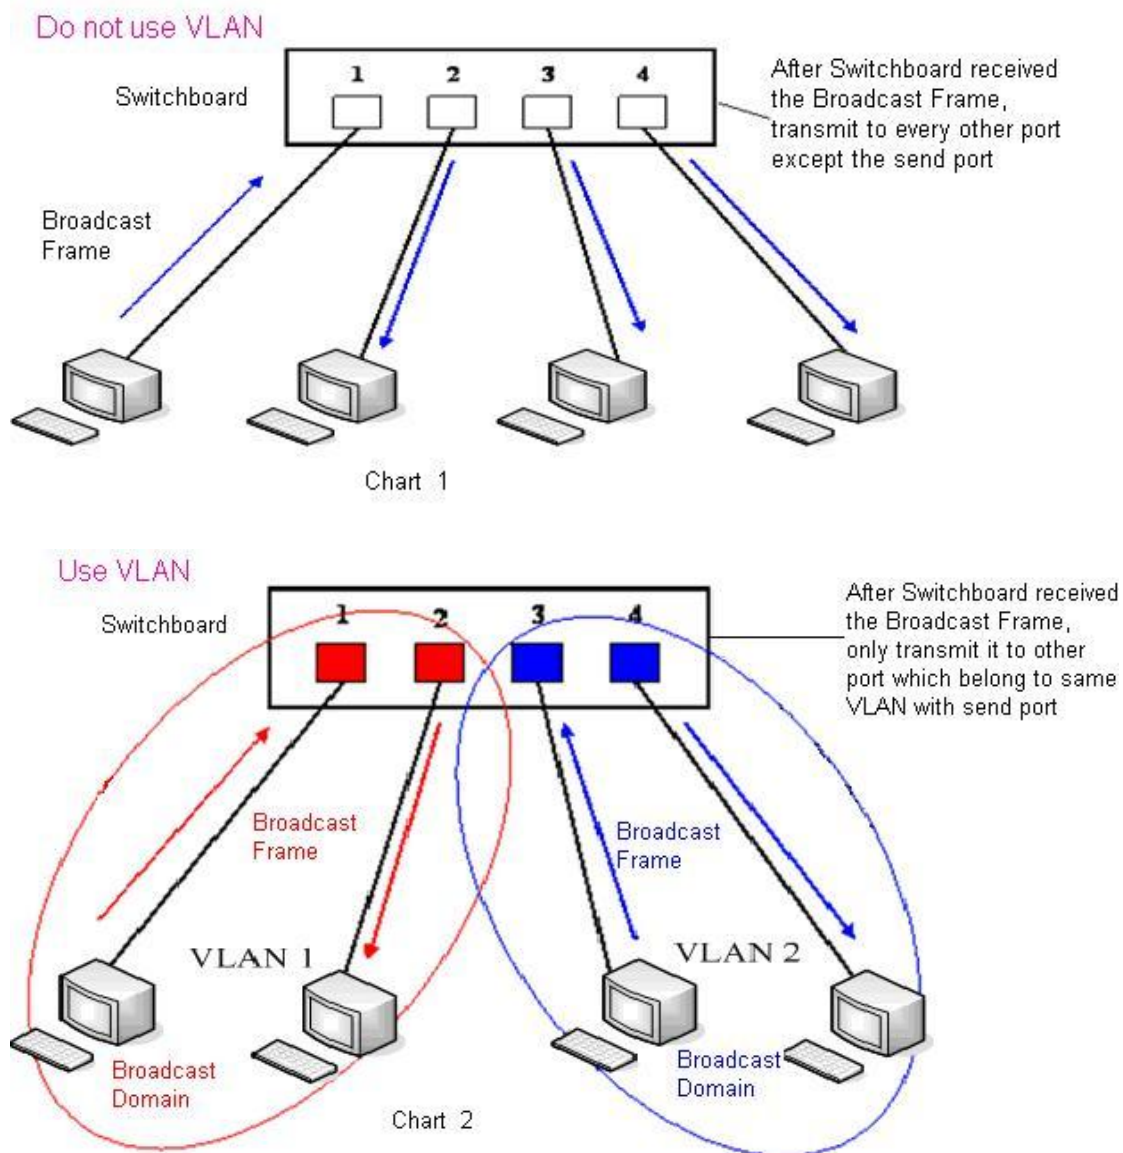 Do not use VLAN
1 2 3 4
Switchboard
After Switchboard received
the Broadcast Frame,
transmit to every other port
except the send port
Broadcast
Frame
Chart 1
Use VLAN
1 2 3 4
Switchboard
After Switchboard received
the Broadcast Frame,
only transmit it to other
port which belong to same
VLAN with send port
Broadcast
Frame
Broadcast
Frame
VLAN 1
VLAN 2
Broadcast
Domain
Broadcast
Domain
Chart 2